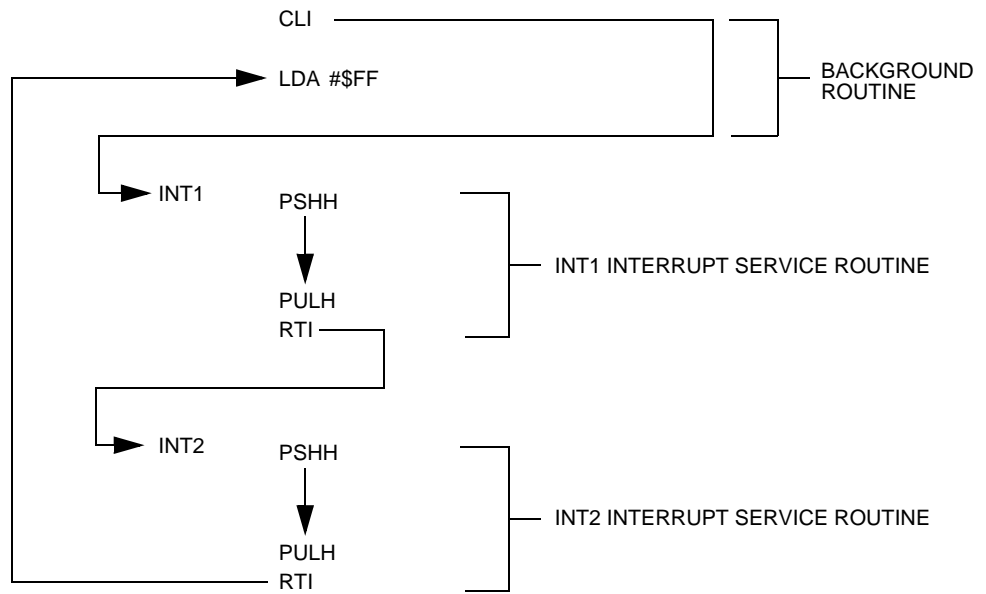 CLI
LDA #$FF
BACKGROUND
ROUTINE
INT1
PSHH
INT1 INTERRUPT SERVICE ROUTINE
PULH
RTI
INT2
PSHH
INT2 INTERRUPT SERVICE ROUTINE
PULH
RTI